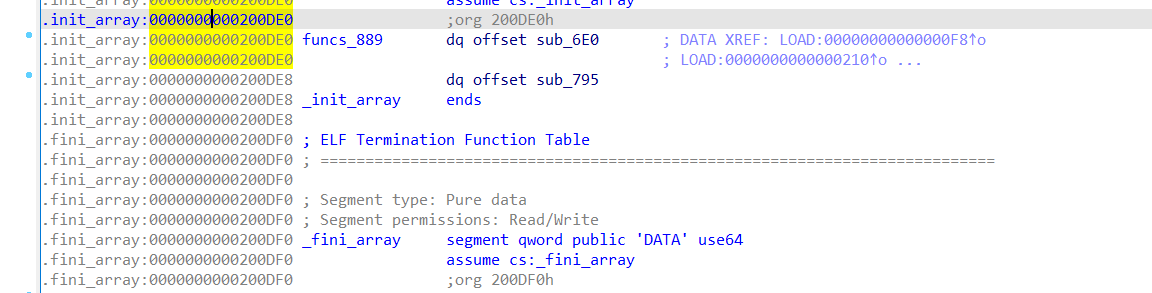 assume cs:_init_array
.init_array:0000000000200DE0 ;org 200DE0h
.init_array:0000000000200DE0 funcs_889 dq offset sub_6E0 ; DATA XREF: LOAD:00000000000000F8↑o
.init_array:0000000000200DE0 ; LOAD:0000000000000210↑o ...
.init_array:0000000000200DE8 dq offset sub_795
.init_array:0000000000200DE8 _init_array ends
.init_array:0000000000200DE8
.fini_array:0000000000200DF0 ; ELF Termination Function Table
.fini_array:0000000000200DF0 ; ===========================================================================
.fini_array:0000000000200DF0
.fini_array:0000000000200DF0 ; Segment type: Pure data
.fini_array:0000000000200DF0 ; Segment permissions: Read/Write
.fini_array:0000000000200DF0 _fini_array segment qword public 'DATA' use64
.fini_array:0000000000200DF0 assume cs:_fini_array
.fini_array:0000000000200DF0 ;org 200DF0h